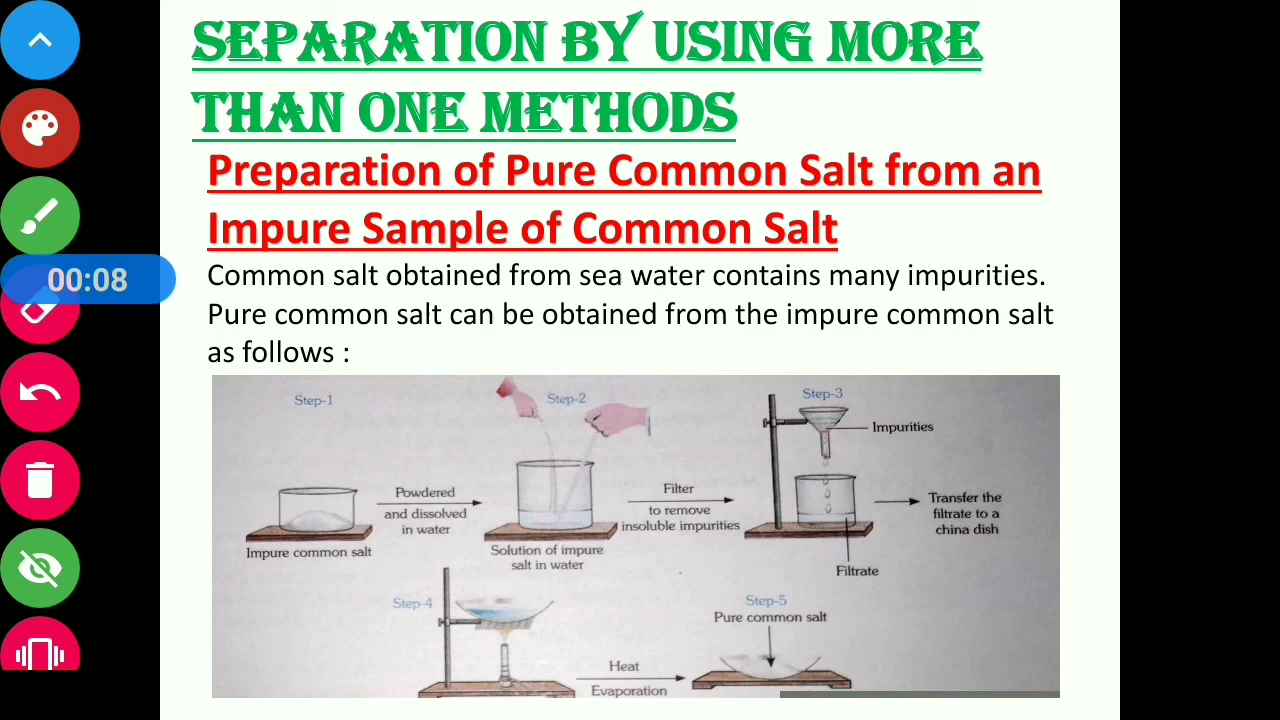 SEPARATION BY USING MORE
THAN ONE METHODS
Preparation of Pure Common Salt from an
Impure Sample of Common Salt
Common salt obtained from sea water contains many impurities.
Pure common salt can be obtained from the impure common salt
as follows :
00:08
Step-1
Step-2
Step-3
Impurities
Powdered
and dissolved
in water
Filter
to remove
insoluble impurities
Transfer the
filtrate to a
china dish
Impure common salt
Solution of impure
salt in water
Filtrate
Step-4
Step-5
Pure common salt
Heat
Evaporation